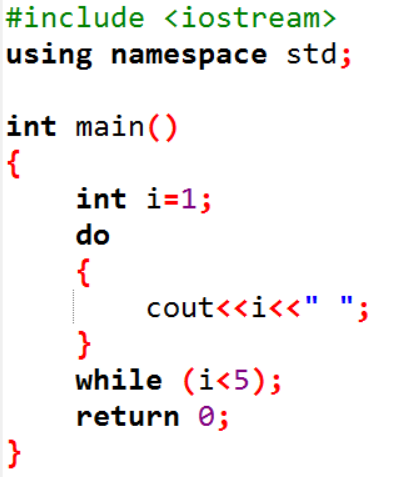 #include <iostream>
using namespace std;
int main()
{
int i=1;
do
{
cout<<i<<" ";
}
while (i<5);
return 0;
}